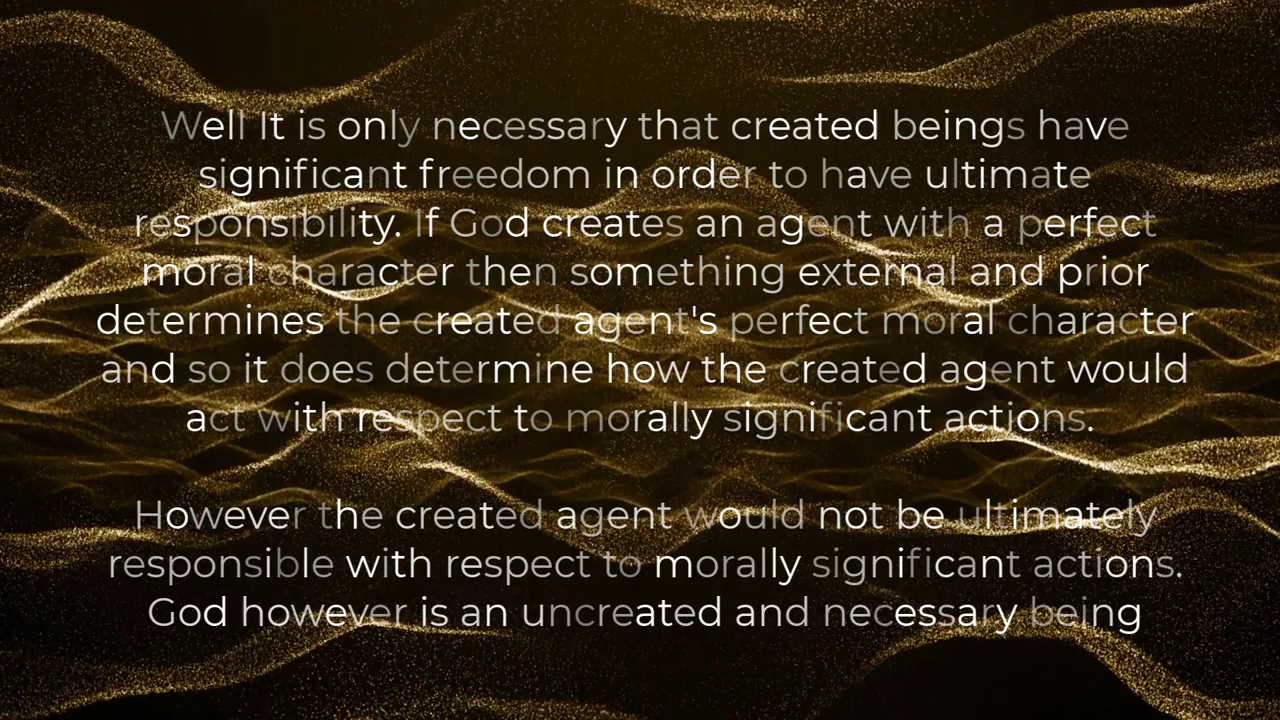 Well It is only necessary that created beings have
significant freedom in order to have ultimate
responsibility. If God creates an agent with a perfect
moral character then something external and prior
determines the created agent's perfect moral character
and so it does determine how the created agent would
act with respect to morally significant actions.
However the created agent would not be ultimately
responsible with respect to morally significant actions.
God however is an uncreated and necessary being